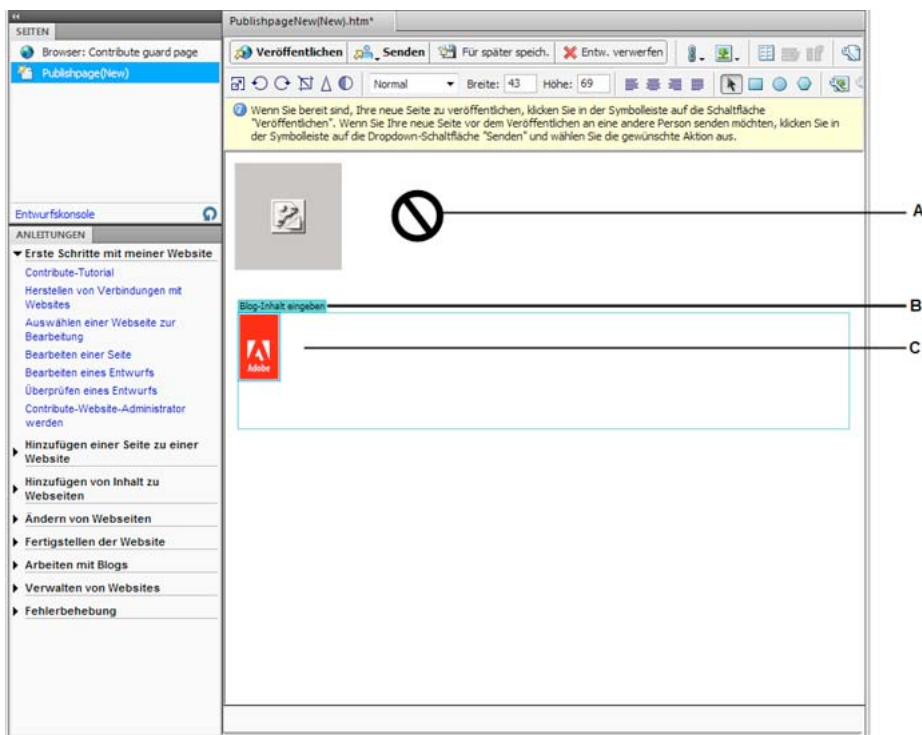 SEITEN
Browser: Contribute guard page
Publishpage(New)
Entwurfskonsole
ANLEITUNGEN
Erste Schritte mit meiner Website
Contribute-Tutorial
Herstellen von Verbindungen mit
Websites
Auswählen einer Webseite zur
Bearbeitung
Bearbeiten einer Seite
Bearbeiten eines Entwurfs
Überprüfen eines Entwurfs
Contribute-Website-Administrator
werden
Hinzufügen einer Seite zu einer
Website
Hinzufügen von Inhalt zu
Webseiten
Ändern von Webseiten
Fertigstellen der Website
Arbeiten mit Blogs
Verwalten von Websites
Fehlerbehebung
PublishpageNew(New).htm*
Veröffentlichen Senden Für später speich. Entw. verwerfen
Normal Breite: 43 Höhe: 69
Wenn Sie bereit sind, Ihre neue Seite zu veröffentlichen, klicken Sie in der Symbolleiste auf die Schaltfläche
"Veröffentlichen". Wenn Sie Ihre neue Seite vor dem Veröffentlichen an eine andere Person senden möchten, klicken Sie in
der Symbolleiste auf die Dropdown-Schaltfläche "Senden" und wählen Sie die gewünschte Aktion aus.
A
Blog-Inhalt eingeben
B
C
Adobe